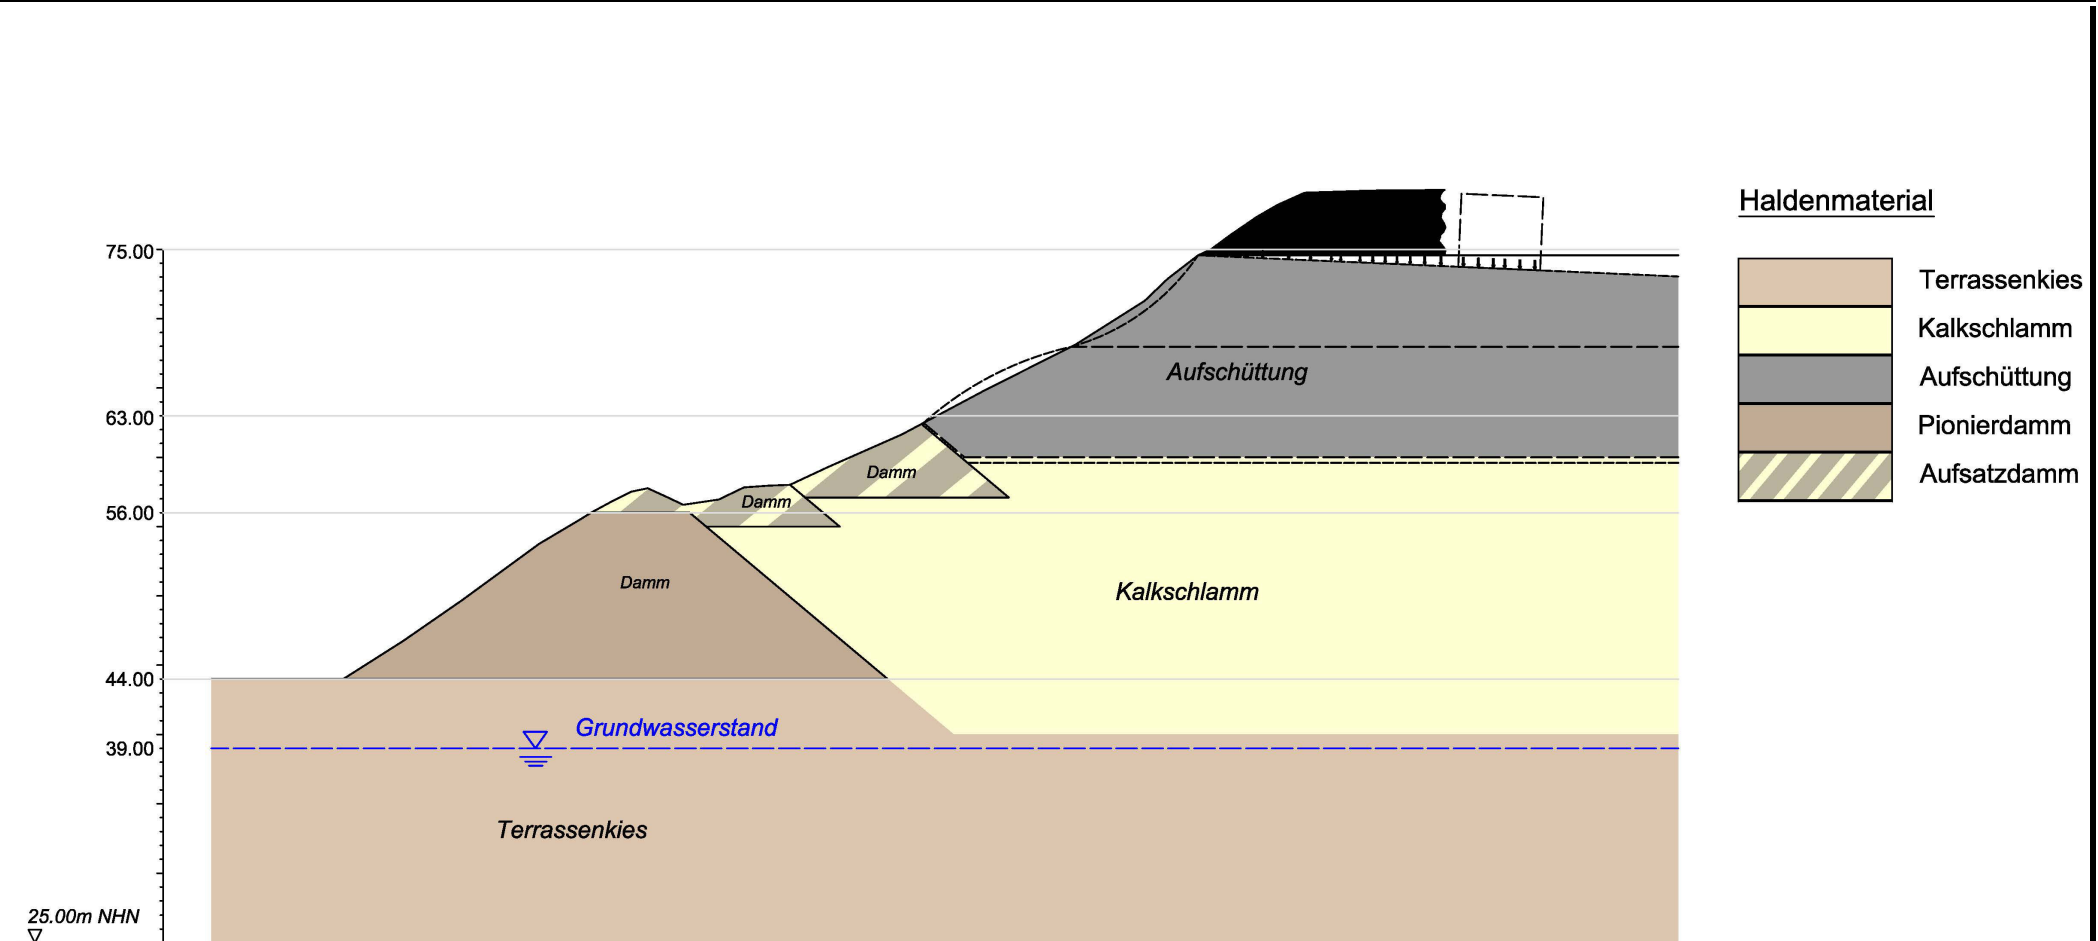 Haldenmaterial
75.00
Terrassenkies
Kalkschlamm
Aufschüttung
Aufschüttung
63.00
Pionierdamm
Damm
Aufsatzdamm
Damm
56.00
Damm
Kalkschlamm
44.00
Grundwasserstand
39.00
Terrassenkies
25.00m NHN